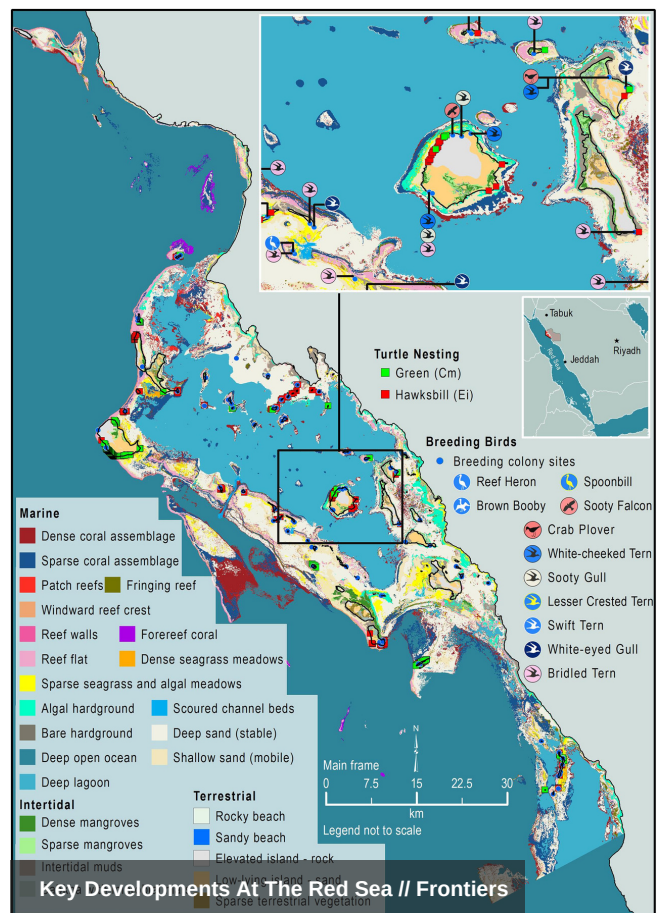 Tabuk
Riyadh
Red Sea
Jeddah
Turtle Nesting
Green (Cm)
Hawksbill (Ei)
Breeding Birds
Breeding colony sites
Reef Heron
Spoonbill
Brown Booby
Sooty Falcon
Crab Plover
White-cheeked Tern
Sooty Gull
Lesser Crested Tern
Swift Tern
White-eyed Gull
Bridled Tern
Marine
Dense coral assemblage
Sparse coral assemblage
Patch reefs
Fringing reef
Windward reef crest
Reef walls
Forereef coral
Reef flat
Dense seagrass meadows
Sparse seagrass and algal meadows
Algal hardground
Scoured channel beds
Bare hardground
Deep sand (stable)
Deep open ocean
Shallow sand (mobile)
Deep lagoon
Intertidal
Dense mangroves
Sparse mangroves
Intertidal muds
Terrestrial
Rocky beach
Sandy beach
Elevated island - rock
Low-lying island - sand
Sparse terrestrial vegetation
N
Main frame
0 7.5 15 22.5 30
km
Legend not to scale
Key Developments At The Red Sea // Frontiers